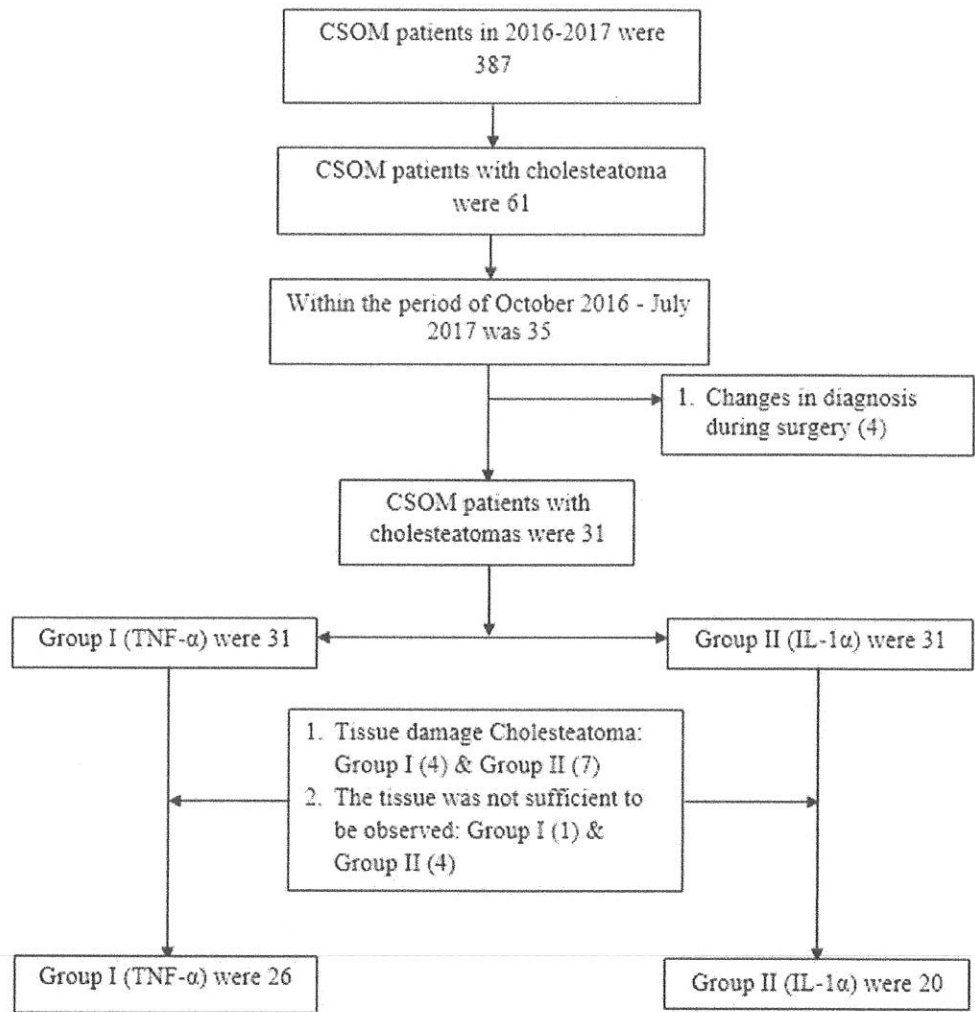 CSOM patients in 2016-2017 were
387
CSOM patients with cholesteatoma
were 61
Within the period of October 2016 - July
2017 was 35
1. Changes in diagnosis
during surgery (4)
CSOM patients with
cholesteatomas were 31
Group I (TNF-α) were 31
Group II (IL-1α) were 31
1. Tissue damage Cholesteatoma:
Group I (4) & Group II (7)
2. The tissue was not sufficient to
be observed: Group I (1) &
Group II (4)
Group I (TNF-α) were 26
Group II (IL-1α) were 20